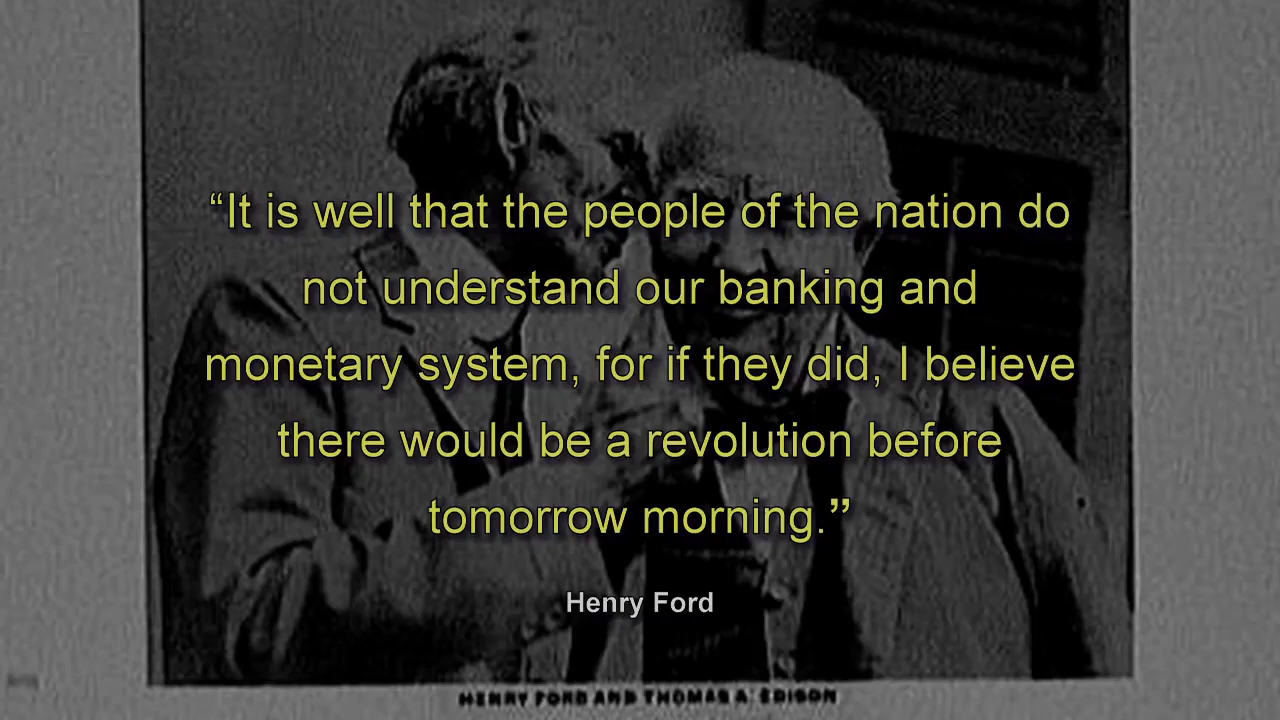 “It is well that the people of the nation do
not understand our banking and
monetary system, for if they did, I believe
there would be a revolution before
tomorrow morning.”
Henry Ford
HENRY FORD AND THOMAS A. EDISON